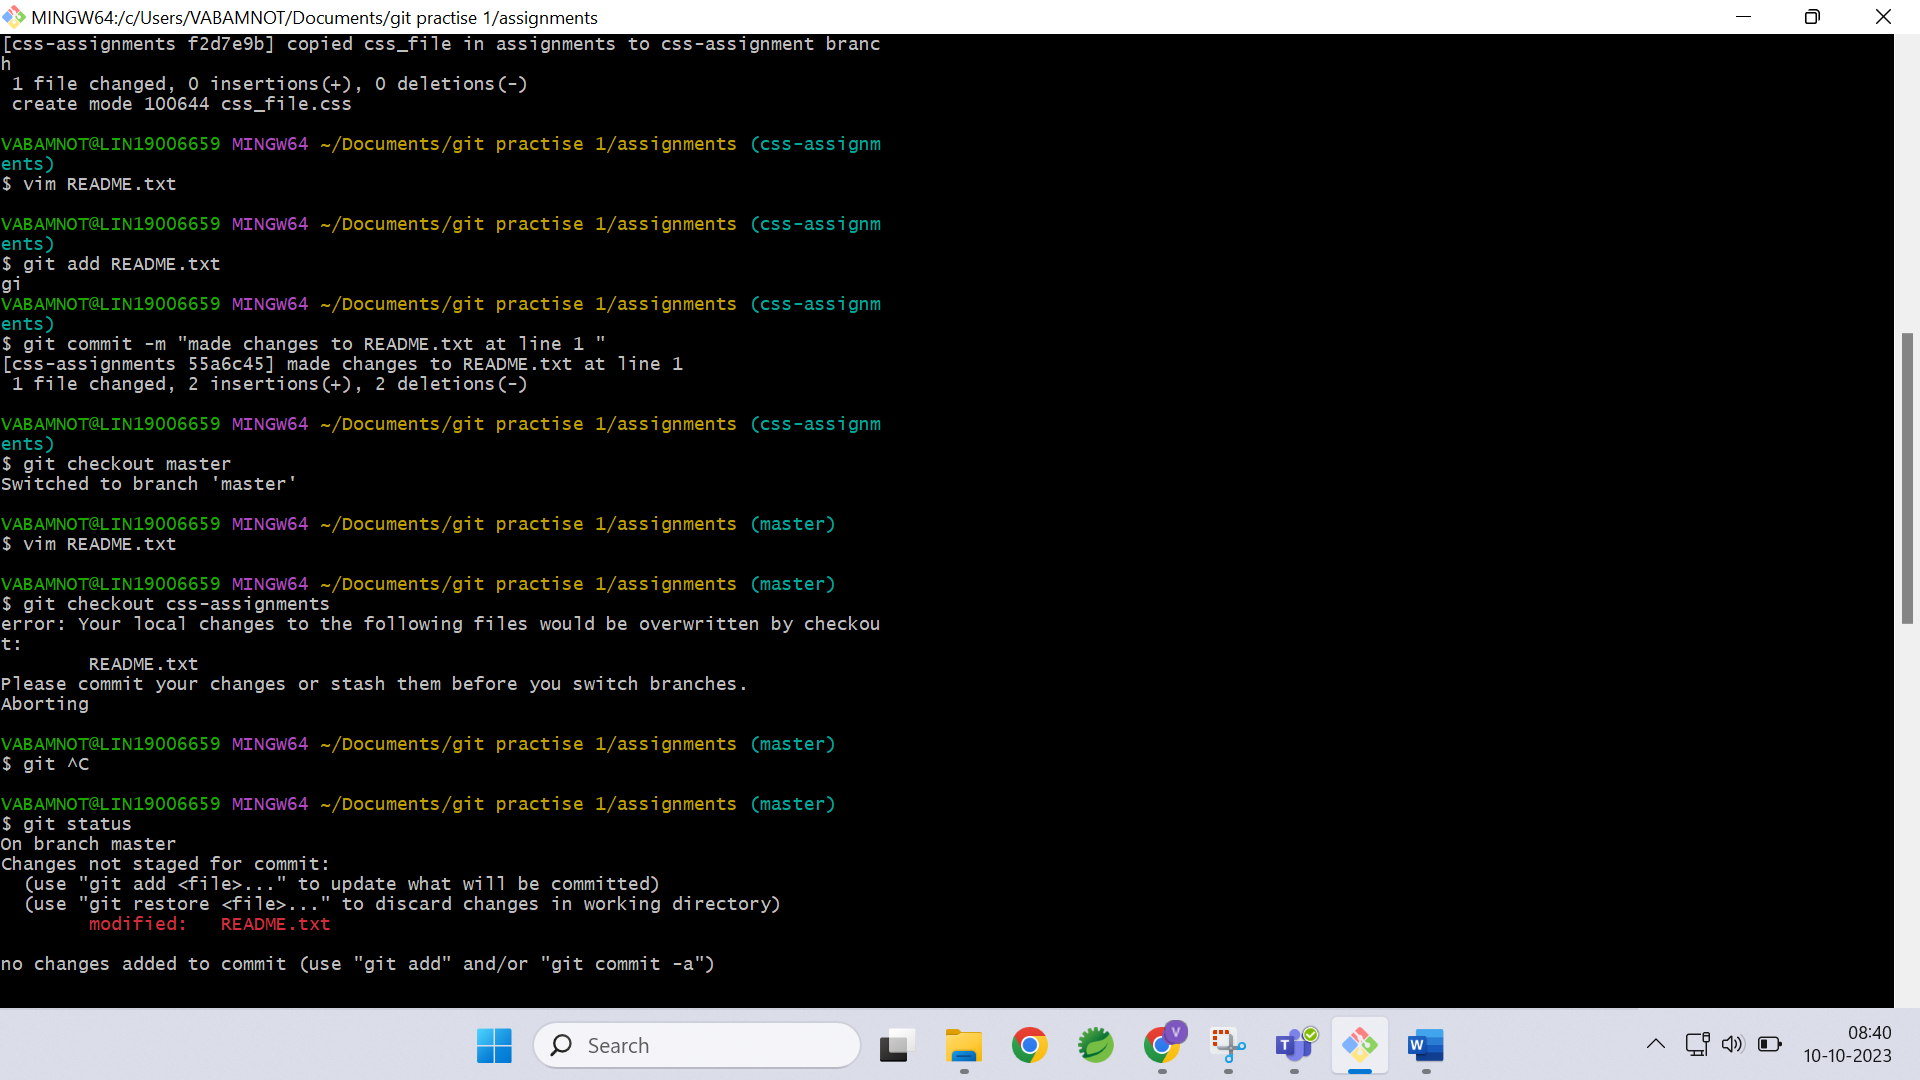 MINGW64:/c/Users/VABAMNOT/Documents/git practise 1/assignments
[css-assignments f2d7e9b] copied css_file in assignments to css-assignment branc
h
 1 file changed, 0 insertions(+), 0 deletions(-)
 create mode 100644 css_file.css

VABAMNOT@LIN19006659 MINGW64 ~/Documents/git practise 1/assignments (css-assignm
ents)
$ vim README.txt

VABAMNOT@LIN19006659 MINGW64 ~/Documents/git practise 1/assignments (css-assignm
ents)
$ git add README.txt
gi
VABAMNOT@LIN19006659 MINGW64 ~/Documents/git practise 1/assignments (css-assignm
ents)
$ git commit -m "made changes to README.txt at line 1 "
[css-assignments 55a6c45] made changes to README.txt at line 1
 1 file changed, 2 insertions(+), 2 deletions(-)

VABAMNOT@LIN19006659 MINGW64 ~/Documents/git practise 1/assignments (css-assignm
ents)
$ git checkout master
Switched to branch 'master'

VABAMNOT@LIN19006659 MINGW64 ~/Documents/git practise 1/assignments (master)
$ vim README.txt

VABAMNOT@LIN19006659 MINGW64 ~/Documents/git practise 1/assignments (master)
$ git checkout css-assignments
error: Your local changes to the following files would be overwritten by checkou
t:
        README.txt
Please commit your changes or stash them before you switch branches.
Aborting

VABAMNOT@LIN19006659 MINGW64 ~/Documents/git practise 1/assignments (master)
$ git ^C

VABAMNOT@LIN19006659 MINGW64 ~/Documents/git practise 1/assignments (master)
$ git status
On branch master
Changes not staged for commit:
  (use "git add <file>..." to update what will be committed)
  (use "git restore <file>..." to discard changes in working directory)
        modified:   README.txt

no changes added to commit (use "git add" and/or "git commit -a")
Search
V
T
W
08:40
10-10-2023